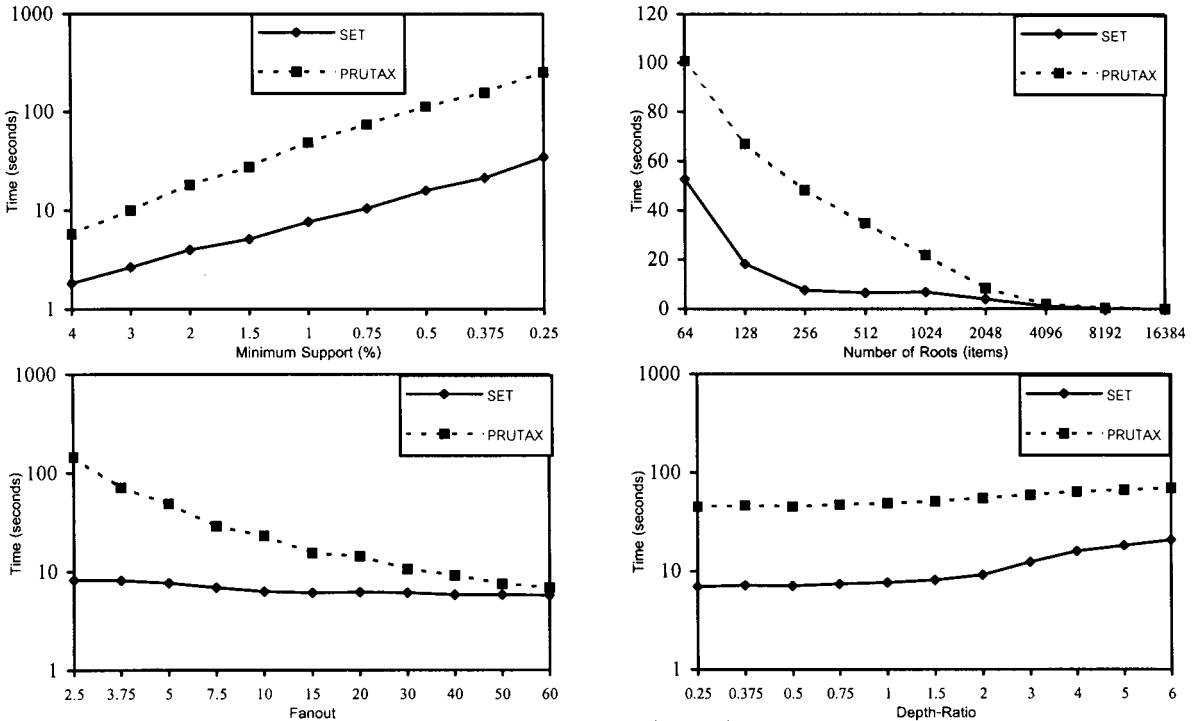 1000
100
10
1
Time (seconds)
SET
PRUTAX
4 3 2 1.5 1 0.75 0.5 0.375 0.25
Minimum Support (%)
120
100
80
60
40
20
0
Time (seconds)
SET
PRUTAX
64 128 256 512 1024 2048 4096 8192 16384
Number of Roots (items)
1000
100
10
1
Time (seconds)
SET
PRUTAX
2.5 3.75 5 7.5 10 15 20 30 40 50 60
Fanout
1000
100
10
1
Time (seconds)
SET
PRUTAX
0.25 0.375 0.5 0.75 1 1.5 2 3 4 5 6
Depth-Ratio